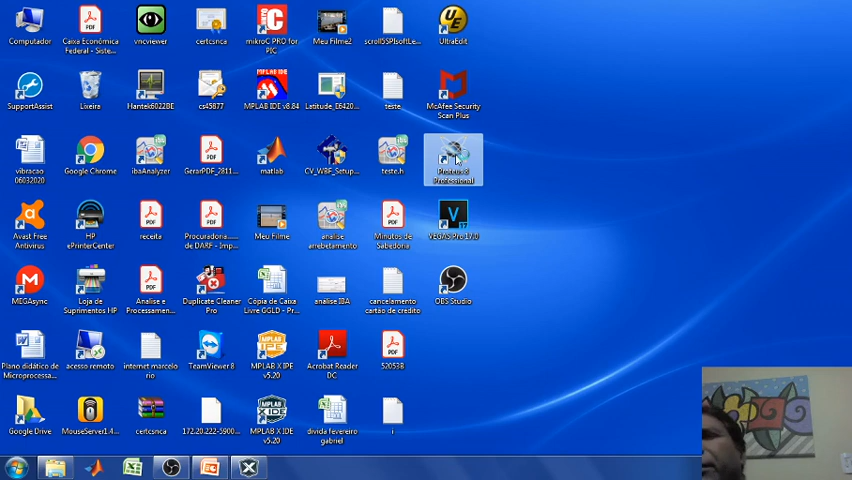 Computador
Caixa Econômica
Federal - Siste...
vncviewer
certcsnca
mikroC PRO for
PIC
Meu Filme2
scroll5SPIsoftLe...
UltraEdit
SupportAssist
Lixeira
Hantek6022BE
cs45877
MPLAB IDE v8.84
Latitude_E6420...
teste
McAfee Security
Scan Plus
vibracao
06032020
Google Chrome
ibaAnalyzer
GerarPDF_2811...
matlab
CV_WBF_Setup...
teste.h
Proteus 8
Professional
Avast Free
Antivirus
HP
ePrinterCenter
receita
Procuradoria......
de DARF - Imp...
Meu Filme
analise
arrebetamento
Minutos de
Sabedoria
VEGAS Pro 17.0
MEGAsync
Loja de
Suprimentos HP
Analise e
Processamen...
Duplicate Cleaner
Pro
Cópia de Caixa
Livre GGLD - Pr...
análise IBA
cancelamento
cartão de crédito
OBS Studio
Plano didático de
Microprocessa...
acesso remoto
internet marcelo
rio
TeamViewer 8
MPLAB X IPE
v5.20
Acrobat Reader
DC
520538
Google Drive
MouseServer1.4...
certcsnca
172.20.222-5900...
MPLAB X IDE
v5.20
divida fevereiro
gabriel
i